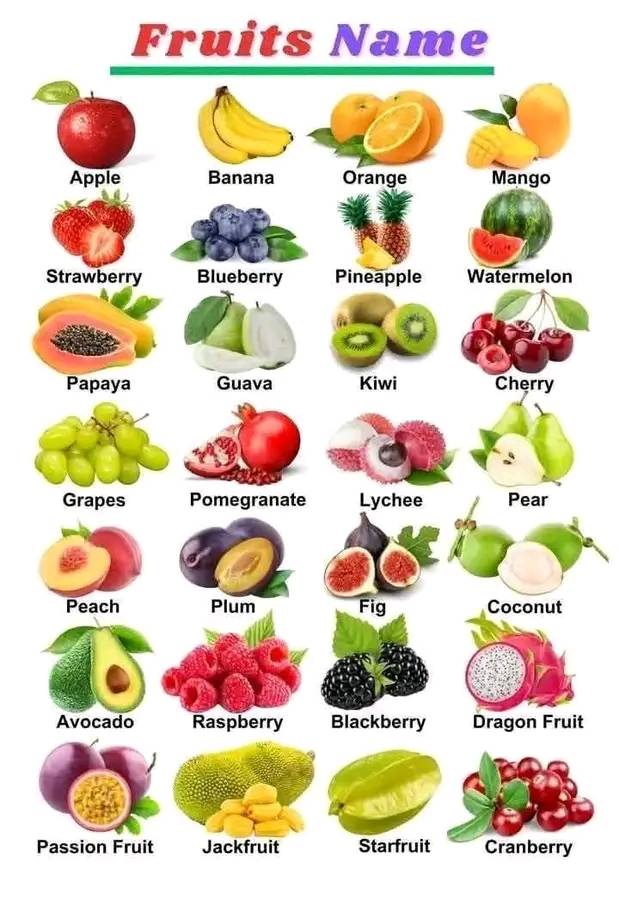 Fruits Name
Apple Banana Orange Mango
Strawberry Blueberry Pineapple Watermelon
Papaya Guava Kiwi Cherry
Grapes Pomegranate Lychee Pear
Peach Plum Fig Coconut
Avocado Raspberry Blackberry Dragon Fruit
Passion Fruit Jackfruit Starfruit Cranberry